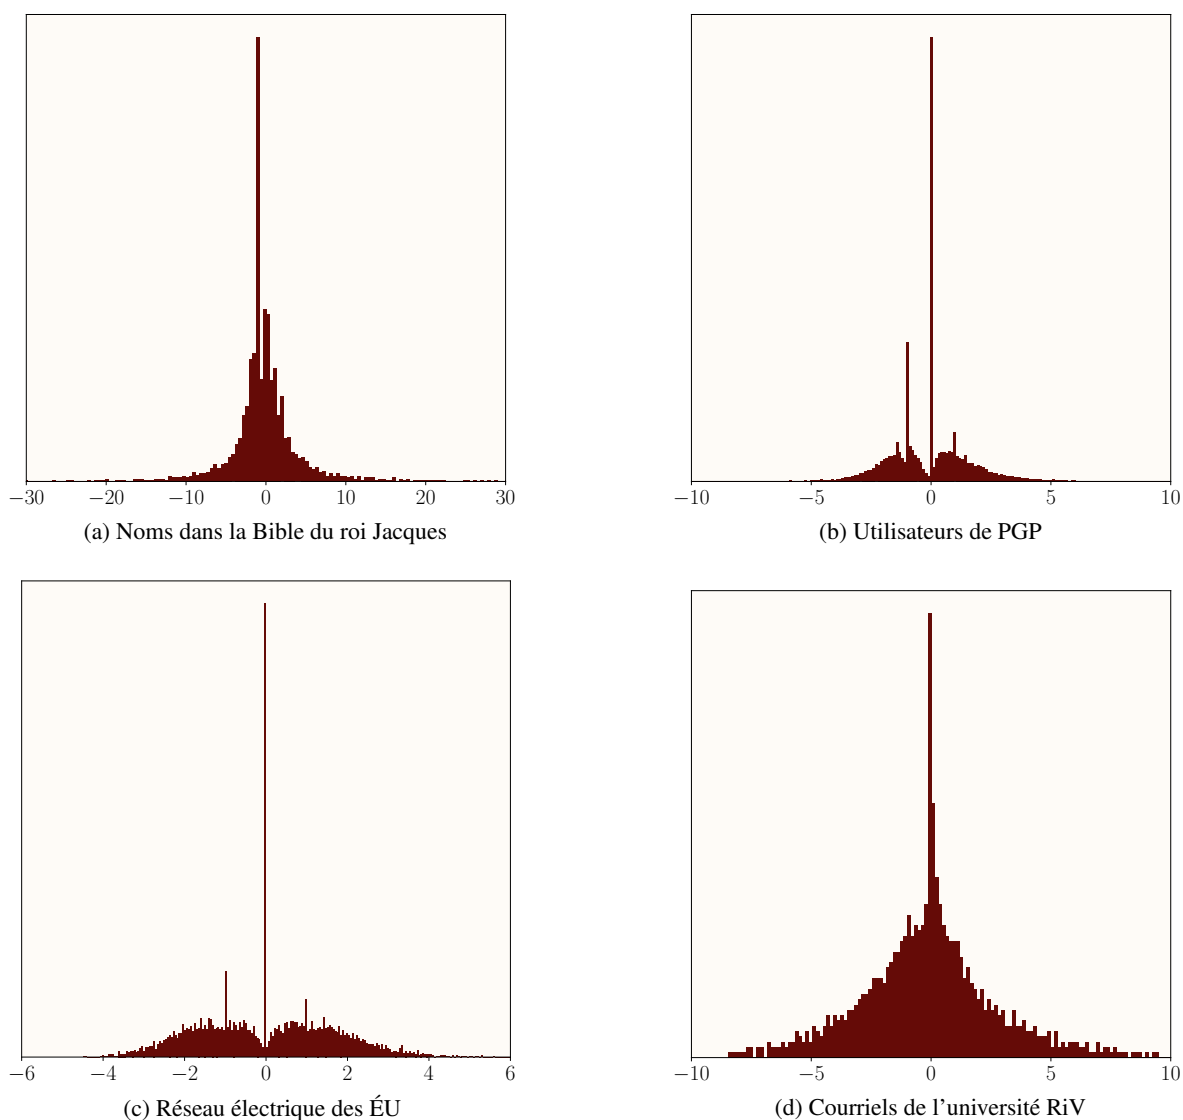 −30 −20 −10 0 10 20 30
(a) Noms dans la Bible du roi Jacques
−10 −5 0 5 10
(b) Utilisateurs de PGP
−6 −4 −2 0 2 4 6
(c) Réseau électrique des ÉU
−10 −5 0 5 10
(d) Courriels de l’université RiV